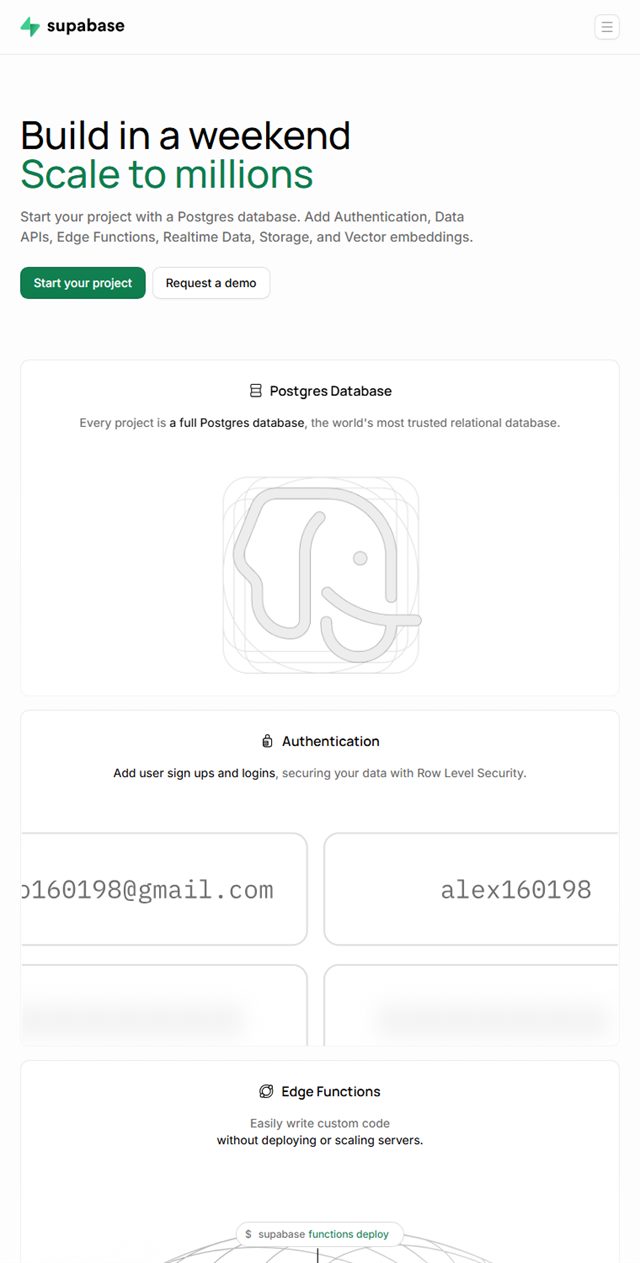 supabase
Build in a weekend
Scale to millions
Start your project with a Postgres database. Add Authentication, Data
APIs, Edge Functions, Realtime Data, Storage, and Vector embeddings.
Start your project
Request a demo
Postgres Database
Every project is a full Postgres database, the world's most trusted relational database.
Authentication
Add user sign ups and logins, securing your data with Row Level Security.
o160198@gmail.com
alex160198
Edge Functions
Easily write custom code
without deploying or scaling servers.
$ supabase functions deploy